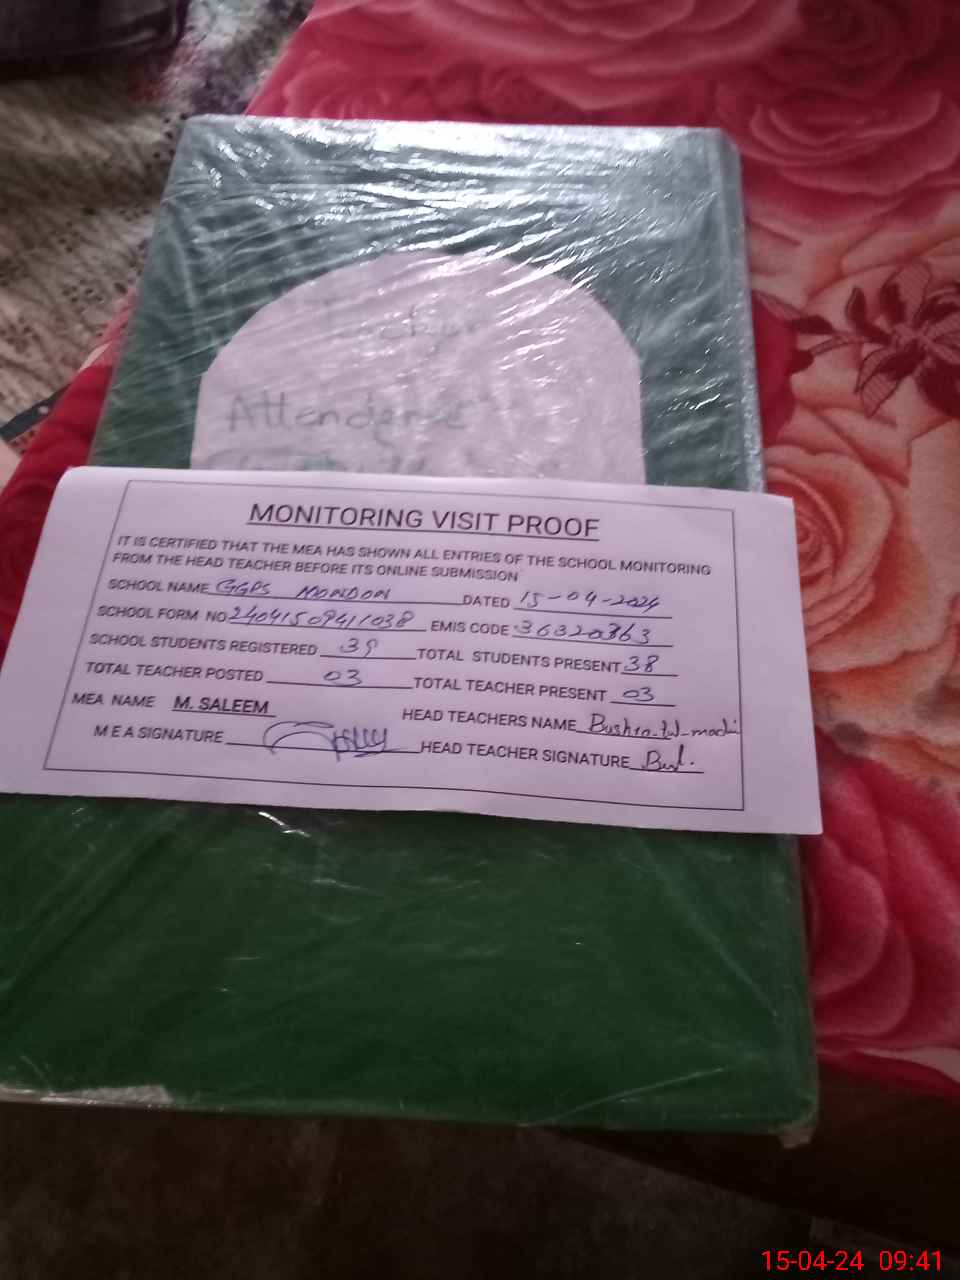 Teacher
Attendence
MONITORING VISIT PROOF
IT IS CERTIFIED THAT THE MEA HAS SHOWN ALL ENTRIES OF THE SCHOOL MONITORING
FROM THE HEAD TEACHER BEFORE ITS ONLINE SUBMISSION
SCHOOL NAME GGPS MONDON DATED 15-04-2024
SCHOOL FORM NO 24041509411038 EMIS CODE 36320363
SCHOOL STUDENTS REGISTERED 39 TOTAL STUDENTS PRESENT 38
TOTAL TEACHER POSTED 03 TOTAL TEACHER PRESENT 03
MEA NAME M. SALEEM HEAD TEACHERS NAME Bushra
M E A SIGNATURE HEAD TEACHER SIGNATURE
15-04-24 09:41